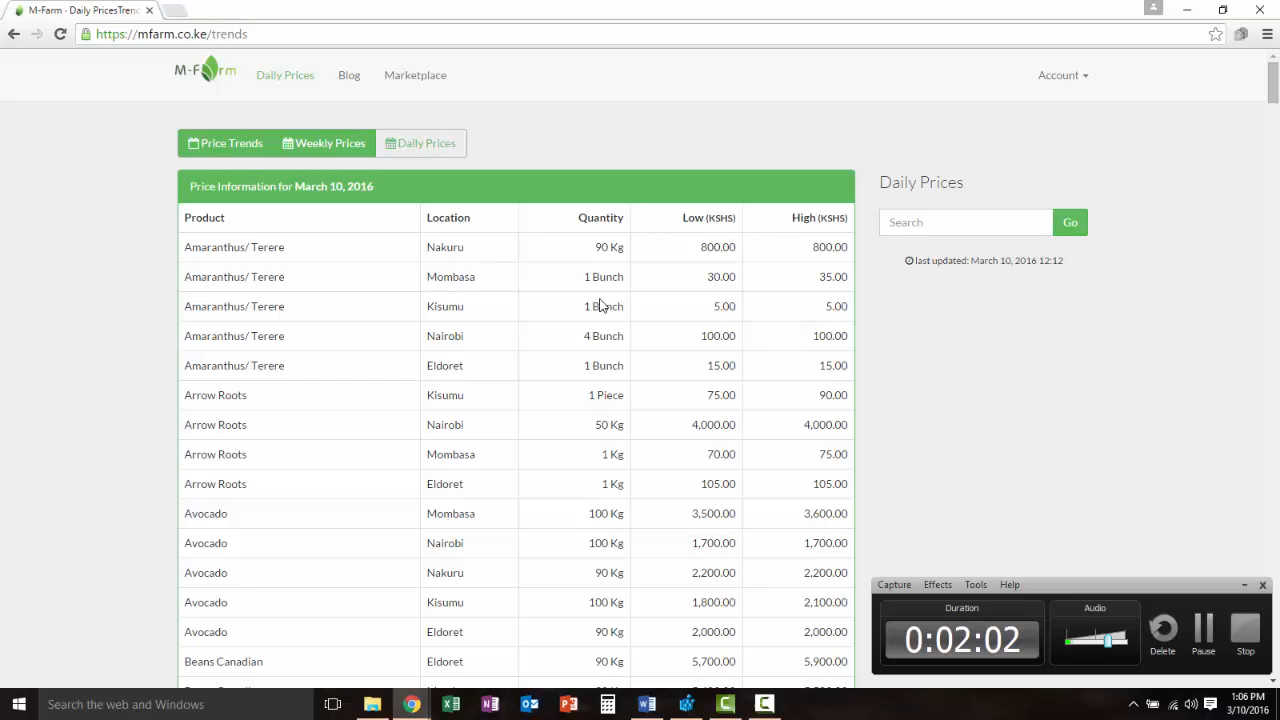 M-Farm - Daily PricesTrend
https://mfarm.co.ke/trends
M-Farm Daily Prices Blog Marketplace Account
Price Trends Weekly Prices Daily Prices
Price Information for March 10, 2016
Daily Prices
Search Go
last updated: March 10, 2016 12:12
Product Location Quantity Low (KSHS) High (KSHS)
Amaranthus/ Terere Nakuru 90 Kg 800.00 800.00
Amaranthus/ Terere Mombasa 1 Bunch 30.00 35.00
Amaranthus/ Terere Kisumu 1 Bunch 5.00 5.00
Amaranthus/ Terere Nairobi 4 Bunch 100.00 100.00
Amaranthus/ Terere Eldoret 1 Bunch 15.00 15.00
Arrow Roots Kisumu 1 Piece 75.00 90.00
Arrow Roots Nairobi 50 Kg 4,000.00 4,000.00
Arrow Roots Mombasa 1 Kg 70.00 75.00
Arrow Roots Eldoret 1 Kg 105.00 105.00
Avocado Mombasa 100 Kg 3,500.00 3,600.00
Avocado Nairobi 100 Kg 1,700.00 1,700.00
Avocado Nakuru 90 Kg 2,200.00 2,200.00
Avocado Kisumu 100 Kg 1,800.00 2,100.00
Avocado Eldoret 90 Kg 2,000.00 2,000.00
Beans Canadian Eldoret 90 Kg 5,700.00 5,900.00
Capture Effects Tools Help
Duration Audio
0:02:02
Delete Pause Stop
Search the web and Windows
1:06 PM
3/10/2016